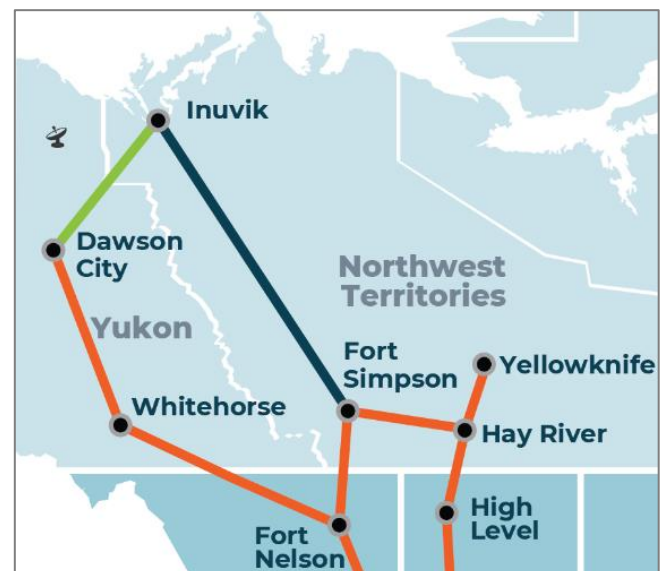 Inuvik
Dawson
City
Northwest
Territories
Yukon
Fort
Simpson
Yellowknife
Whitehorse
Hay River
High
Level
Fort
Nelson